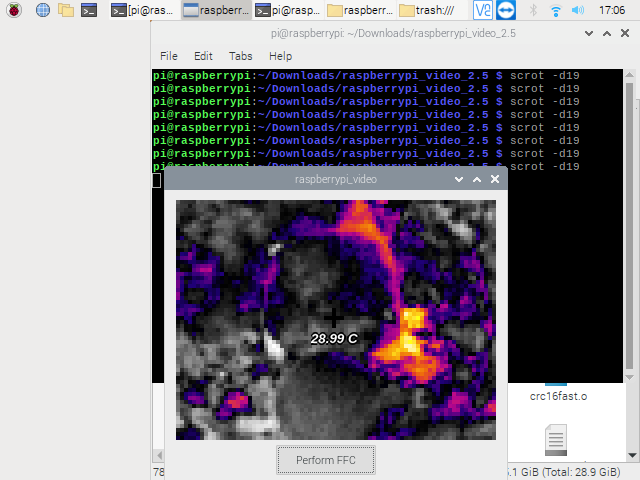 [pi@ras...
raspberr...
pi@rasp...
raspberr...
trash:///
17:06
pi@raspberrypi: ~/Downloads/raspberrypi_video_2.5
File Edit Tabs Help
pi@raspberrypi:~/Downloads/raspberrypi_video_2.5 $ scrot -d19
pi@raspberrypi:~/Downloads/raspberrypi_video_2.5 $ scrot -d19
pi@raspberrypi:~/Downloads/raspberrypi_video_2.5 $ scrot -d19
pi@raspberrypi:~/Downloads/raspberrypi_video_2.5 $ scrot -d19
pi@raspberrypi:~/Downloads/raspberrypi_video_2.5 $ scrot -d19
pi@raspberrypi:~/Downloads/raspberrypi_video_2.5 $ scrot -d19
pi@raspberrypi:~/Downloads/raspberrypi_video_2.5 $ scrot -d19
pi@raspberrypi:~/Downloads/raspberrypi_video_2.5 $ scrot -d19
raspberrypi_video
28.99 C
crc16fast.o
Perform FFC
78
5.1 GiB (Total: 28.9 GiB)